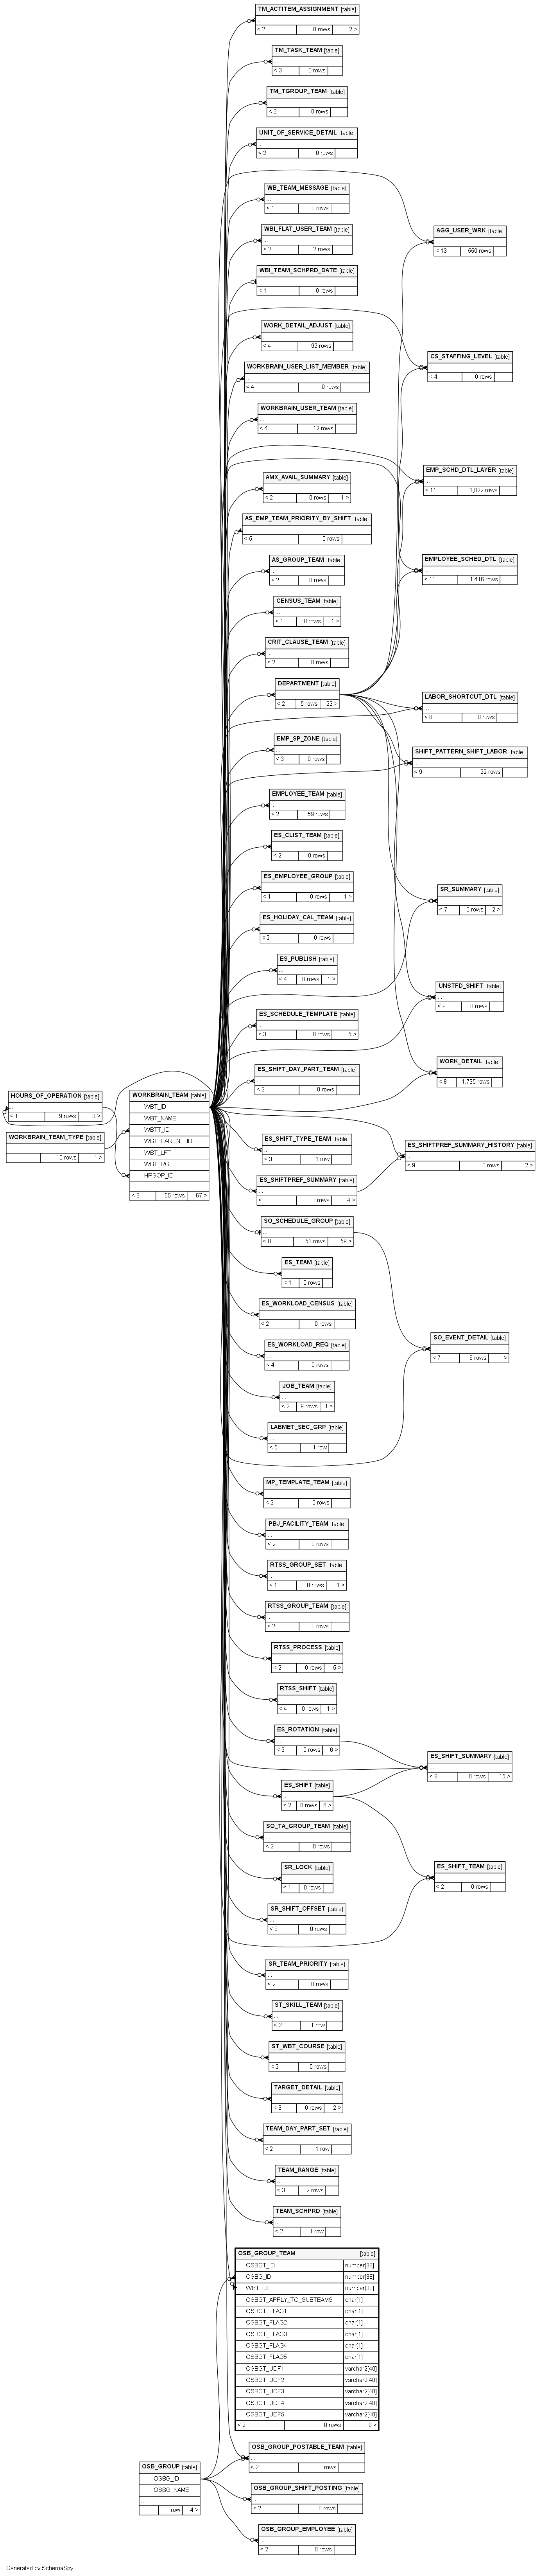 TM_ACTITEM_ASSIGNMENT [table]
...
< 2 0 rows 2 >
TM_TASK_TEAM [table]
...
< 3 0 rows
TM_TGROUP_TEAM [table]
...
< 2 0 rows
UNIT_OF_SERVICE_DETAIL [table]
...
< 2 0 rows
WB_TEAM_MESSAGE [table]
...
< 1 0 rows
WBI_FLAT_USER_TEAM [table]
...
< 2 2 rows
WBI_TEAM_SCHPRD_DATE [table]
...
< 1 0 rows
WORK_DETAIL_ADJUST [table]
...
< 4 92 rows
WORKBRAIN_USER_LIST_MEMBER [table]
...
< 4 0 rows
WORKBRAIN_USER_TEAM [table]
...
< 4 12 rows
AMX_AVAIL_SUMMARY [table]
...
< 2 0 rows 1 >
AS_EMP_TEAM_PRIORITY_BY_SHIFT [table]
...
< 5 0 rows
AS_GROUP_TEAM [table]
...
< 2 0 rows
CENSUS_TEAM [table]
...
< 1 0 rows 1 >
CRIT_CLAUSE_TEAM [table]
...
< 2 0 rows
DEPARTMENT [table]
...
< 2 5 rows 23 >
EMP_SP_ZONE [table]
...
< 3 0 rows
EMPLOYEE_TEAM [table]
...
< 2 59 rows
ES_CLIST_TEAM [table]
...
< 2 0 rows
ES_EMPLOYEE_GROUP [table]
...
< 1 0 rows 1 >
ES_HOLIDAY_CAL_TEAM [table]
...
< 2 0 rows
ES_PUBLISH [table]
...
< 4 0 rows 1 >
ES_SCHEDULE_TEMPLATE [table]
...
< 3 0 rows 5 >
ES_SHIFT_DAY_PART_TEAM [table]
...
< 2 0 rows
AGG_USER_WRK [table]
...
< 13 550 rows
CS_STAFFING_LEVEL [table]
...
< 4 0 rows
EMP_SCHD_DTL_LAYER [table]
...
< 11 1,022 rows
EMPLOYEE_SCHED_DTL [table]
...
< 11 1,416 rows
LABOR_SHORTCUT_DTL [table]
...
< 8 0 rows
SHIFT_PATTERN_SHIFT_LABOR [table]
...
< 9 22 rows
SR_SUMMARY [table]
...
< 7 0 rows 2 >
UNSTFD_SHIFT [table]
...
< 9 0 rows
WORK_DETAIL [table]
...
< 8 1,735 rows
HOURS_OF_OPERATION [table]
...
< 1 9 rows 3 >
WORKBRAIN_TEAM_TYPE [table]
...
10 rows 1 >
WORKBRAIN_TEAM [table]
WBT_ID
WBT_NAME
WBTT_ID
WBT_PARENT_ID
WBT_LFT
WBT_RGT
HRSOP_ID
...
< 3 55 rows 67 >
ES_SHIFT_TYPE_TEAM [table]
...
< 3 1 row
ES_SHIFTPREF_SUMMARY [table]
...
< 8 0 rows 4 >
ES_SHIFTPREF_SUMMARY_HISTORY [table]
...
< 9 0 rows 2 >
SO_SCHEDULE_GROUP [table]
...
< 8 51 rows 59 >
ES_TEAM [table]
...
< 1 0 rows
ES_WORKLOAD_CENSUS [table]
...
< 2 0 rows
ES_WORKLOAD_REQ [table]
...
< 4 0 rows
SO_EVENT_DETAIL [table]
...
< 7 6 rows 1 >
JOB_TEAM [table]
...
< 2 9 rows 1 >
LABMET_SEC_GRP [table]
...
< 5 1 row
MP_TEMPLATE_TEAM [table]
...
< 2 0 rows
PBJ_FACILITY_TEAM [table]
...
< 2 0 rows
RTSS_GROUP_SET [table]
...
< 1 0 rows 1 >
RTSS_GROUP_TEAM [table]
...
< 2 0 rows
RTSS_PROCESS [table]
...
< 2 0 rows 5 >
RTSS_SHIFT [table]
...
< 4 0 rows 1 >
ES_ROTATION [table]
...
< 3 0 rows 6 >
ES_SHIFT_SUMMARY [table]
...
< 8 0 rows 15 >
ES_SHIFT [table]
...
< 2 0 rows 6 >
SO_TA_GROUP_TEAM [table]
...
< 2 0 rows
SR_LOCK [table]
...
< 1 0 rows
ES_SHIFT_TEAM [table]
...
< 2 0 rows
SR_SHIFT_OFFSET [table]
...
< 3 0 rows
SR_TEAM_PRIORITY [table]
...
< 2 0 rows
ST_SKILL_TEAM [table]
...
< 2 1 row
ST_WBT_COURSE [table]
...
< 2 0 rows
TARGET_DETAIL [table]
...
< 3 0 rows 2 >
TEAM_DAY_PART_SET [table]
...
< 2 1 row
TEAM_RANGE [table]
...
< 3 2 rows
TEAM_SCHPRD [table]
...
< 2 1 row
OSB_GROUP_TEAM [table]
OSBGT_ID number[38]
OSBG_ID number[38]
WBT_ID number[38]
OSBGT_APPLY_TO_SUBTEAMS char[1]
OSBGT_FLAG1 char[1]
OSBGT_FLAG2 char[1]
OSBGT_FLAG3 char[1]
OSBGT_FLAG4 char[1]
OSBGT_FLAG5 char[1]
OSBGT_UDF1 varchar2[40]
OSBGT_UDF2 varchar2[40]
OSBGT_UDF3 varchar2[40]
OSBGT_UDF4 varchar2[40]
OSBGT_UDF5 varchar2[40]
< 2 0 rows 0 >
OSB_GROUP_POSTABLE_TEAM [table]
...
< 2 0 rows
OSB_GROUP [table]
OSBG_ID
OSBG_NAME
...
1 row 4 >
OSB_GROUP_SHIFT_POSTING [table]
...
< 2 0 rows
OSB_GROUP_EMPLOYEE [table]
...
< 2 0 rows
Generated by SchemaSpy